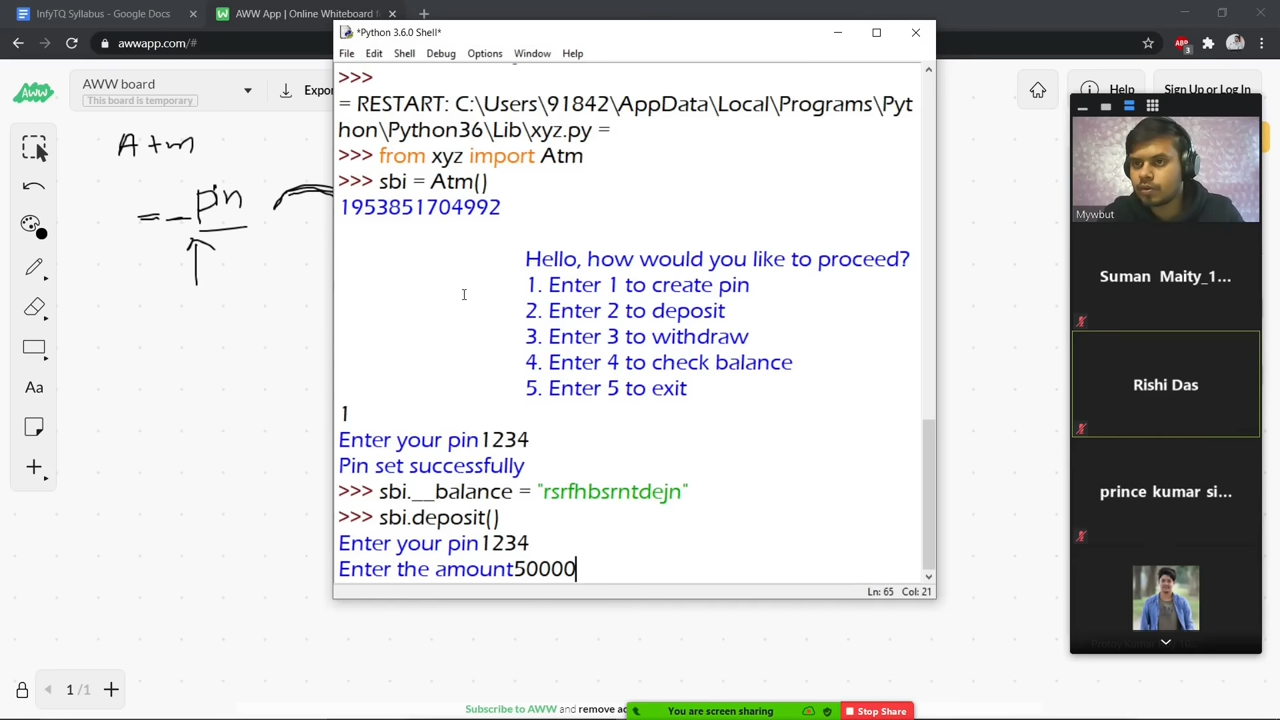 InfyTQ Syllabus - Google Docs
AWW App | Online Whiteboard f
awwapp.com/#
AWW board
This board is temporary
Expor
Help
Sign Up or Log In
3
AWW
Aa
Atm
= _ pin
*Python 3.6.0 Shell*
File Edit Shell Debug Options Window Help
>>>
= RESTART: C:\Users\91842\AppData\Local\Programs\Pyt
hon\Python36\Lib\xyz.py =
>>> from xyz import Atm
>>> sbi = Atm()
1953851704992
Hello, how would you like to proceed?
1. Enter 1 to create pin
2. Enter 2 to deposit
3. Enter 3 to withdraw
4. Enter 4 to check balance
5. Enter 5 to exit
1
Enter your pin1234
Pin set successfully
>>> sbi.__balance = "rsrfhbsrntdejn"
>>> sbi.deposit()
Enter your pin1234
Enter the amount50000
Ln: 65 Col: 21
Mywbut
Suman Maity_1...
Rishi Das
prince kumar si...
1 /1
Subscribe to AWW and remove ad
You are screen sharing
Stop Share